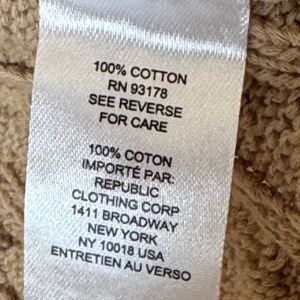 100% COTTON
RN 93178
SEE REVERSE
FOR CARE
100% COTON
IMPORTÉ PAR:
REPUBLIC
CLOTHING CORP
1411 BROADWAY
NEW YORK
NY 10018 USA
ENTRETIEN AU VERSO